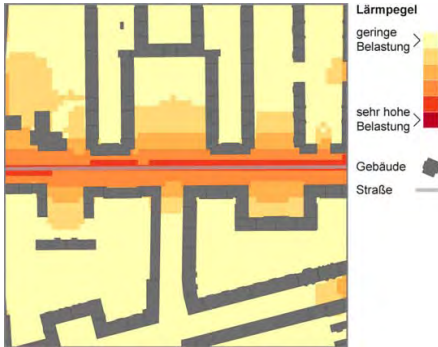 Lärmpegel
geringe
Belastung
sehr hohe
Belastung
Gebäude
Straße